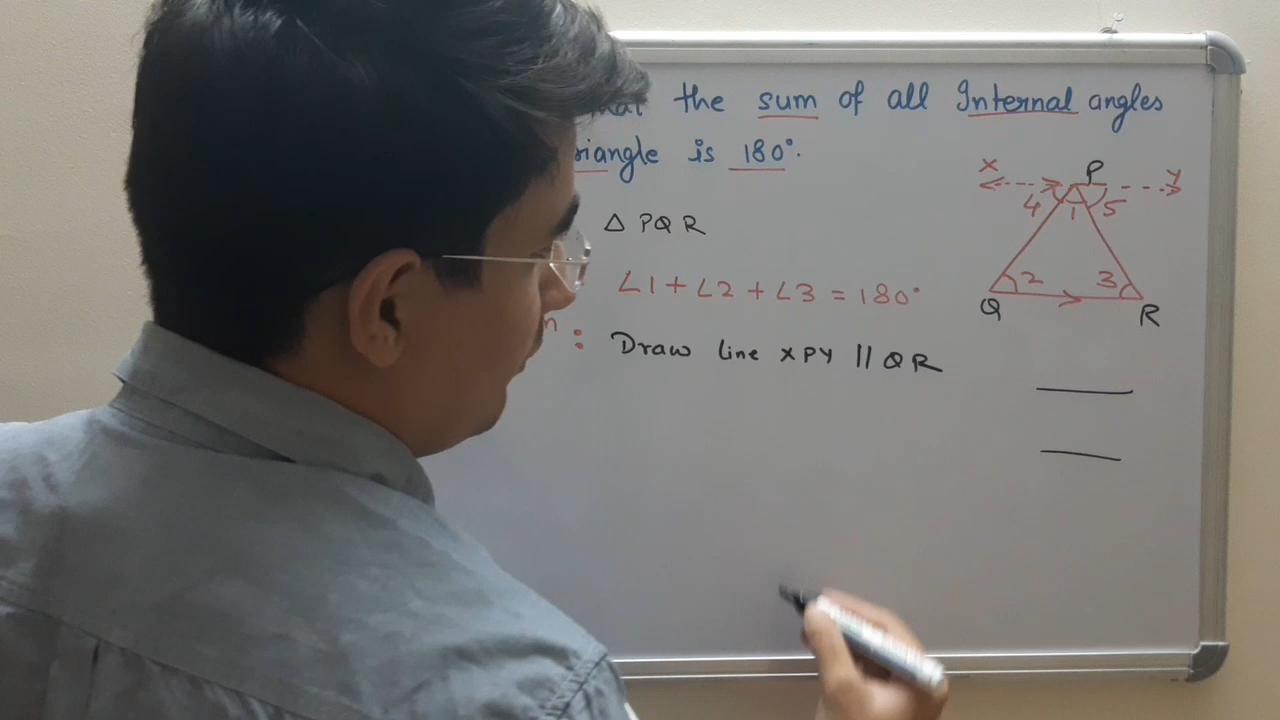 the sum of all Internal angles
is 180°.
△ PQR
∠1 + ∠2 + ∠3 = 180°
: Draw line XPY || QR
X P Y
4 1 5
2 3
Q R